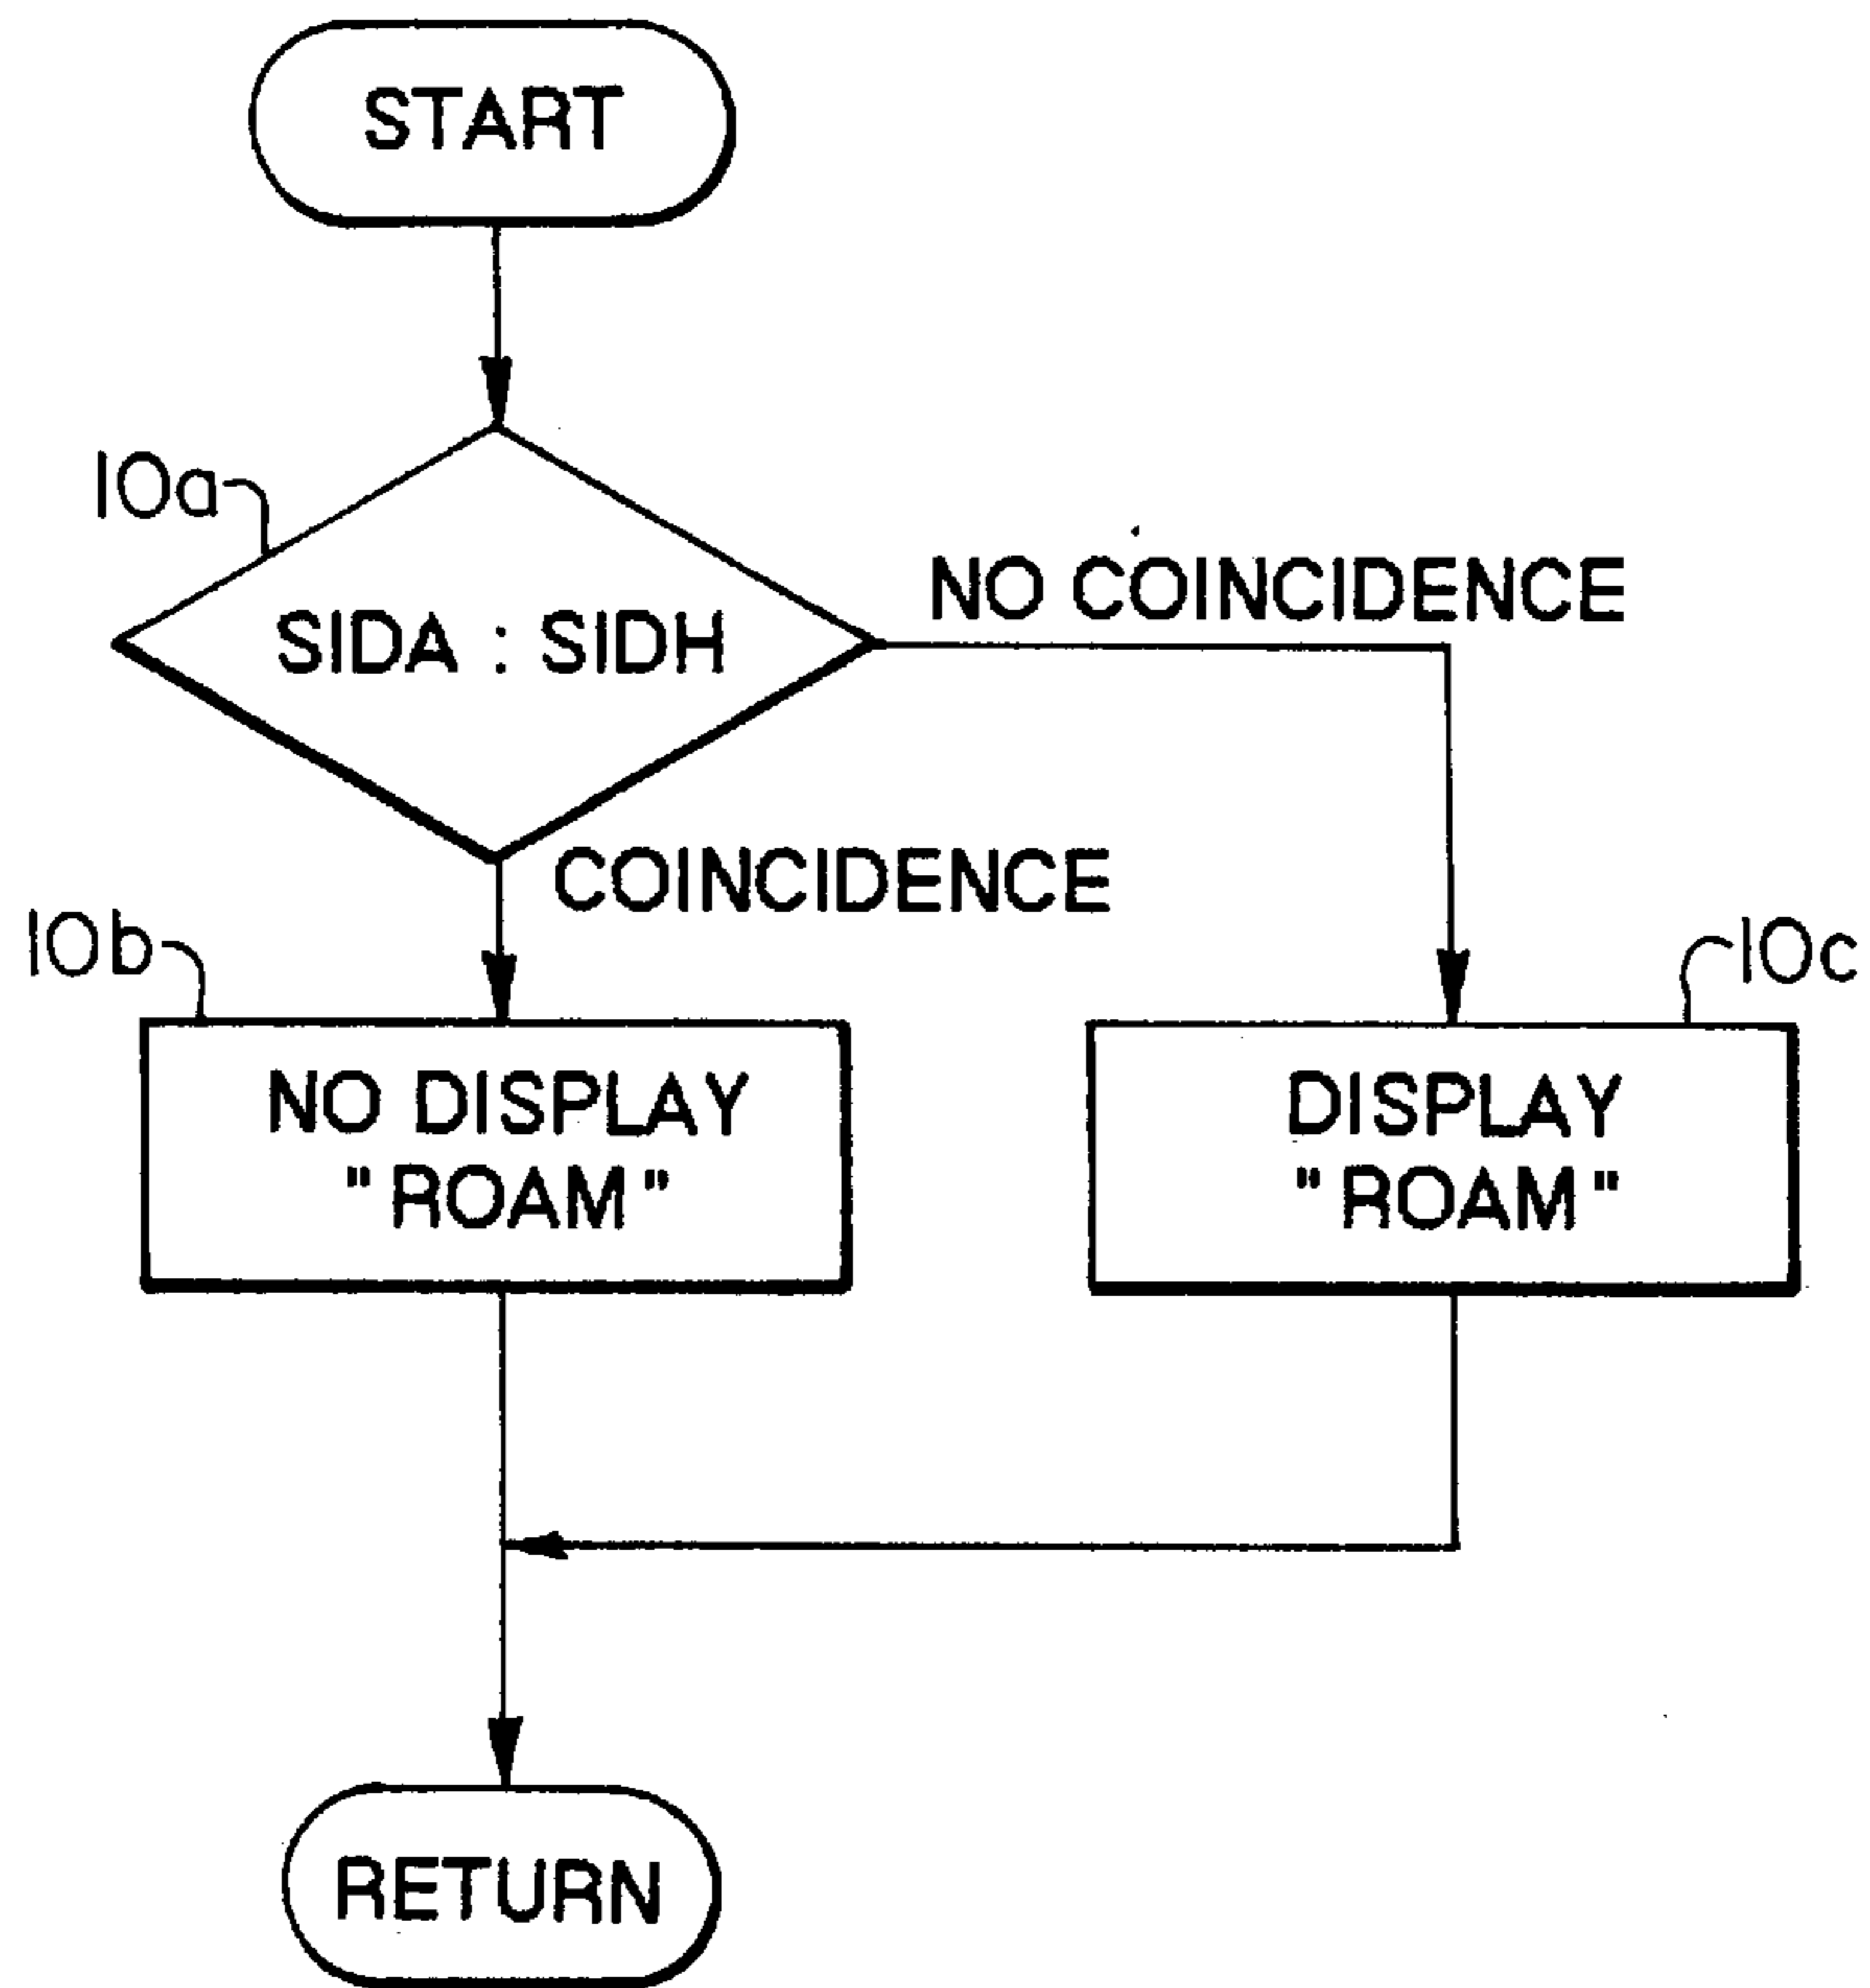 START
10a
SIDA : SIDH
NO COINCIDENCE
COINCIDENCE
10b
10c
NO DISPLAY
"ROAM"
DISPLAY
"ROAM"
RETURN